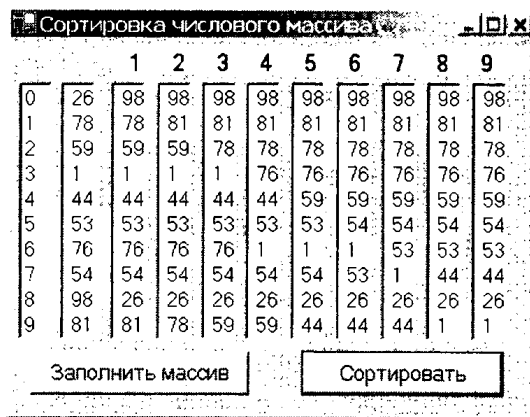 Сортировка числового массива
1 2 3 4 5 6 7 8 9
0 26 98 98 98 98 98 98 98 98 98
1 78 78 81 81 81 81 81 81 81 81
2 59 59 59 78 78 78 78 78 78 78
3 1 1 1 1 76 76 76 76 76 76
4 44 44 44 44 44 59 59 59 59 59
5 53 53 53 53 53 53 54 54 54 54
6 76 76 76 76 1 1 1 53 53 53
7 54 54 54 54 54 54 53 1 44 44
8 98 26 26 26 26 26 26 26 26 26
9 81 81 78 59 59 44 44 44 1 1
Заполнить массив Сортировать